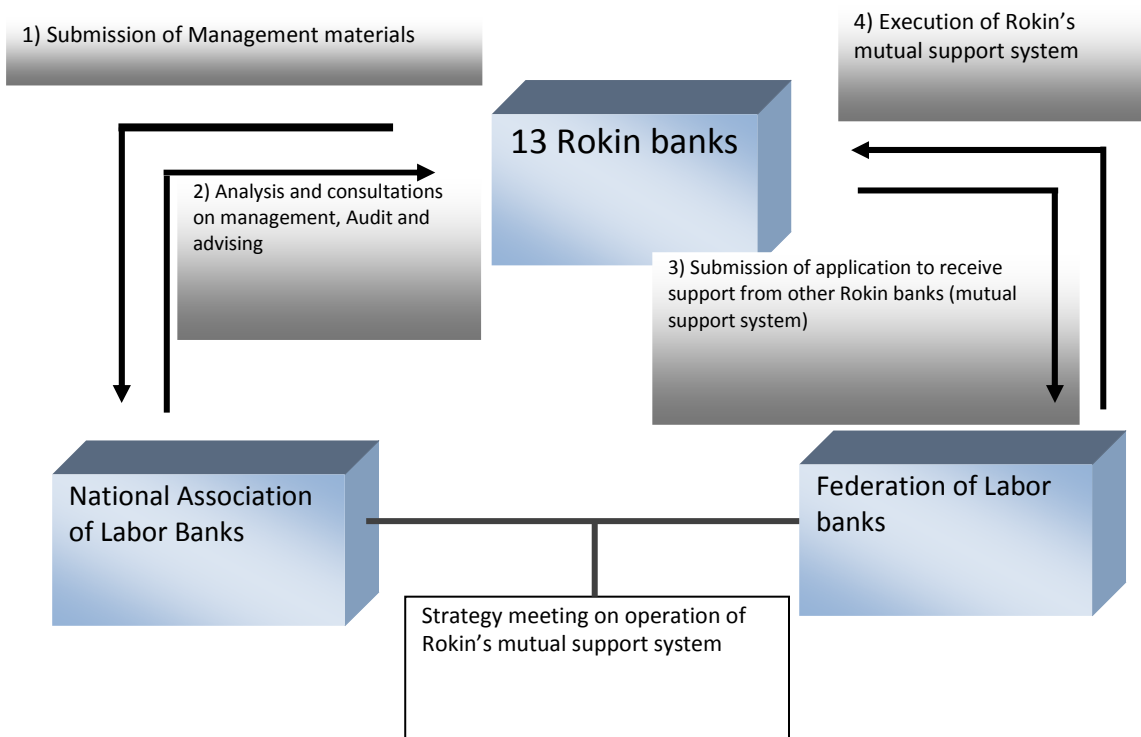 1) Submission of Management materials
4) Execution of Rokin’s
mutual support system
13 Rokin banks
2) Analysis and consultations
on management, Audit and
advising
3) Submission of application to receive
support from other Rokin banks (mutual
support system)
National Association
of Labor Banks
Federation of Labor
banks
Strategy meeting on operation of
Rokin’s mutual support system